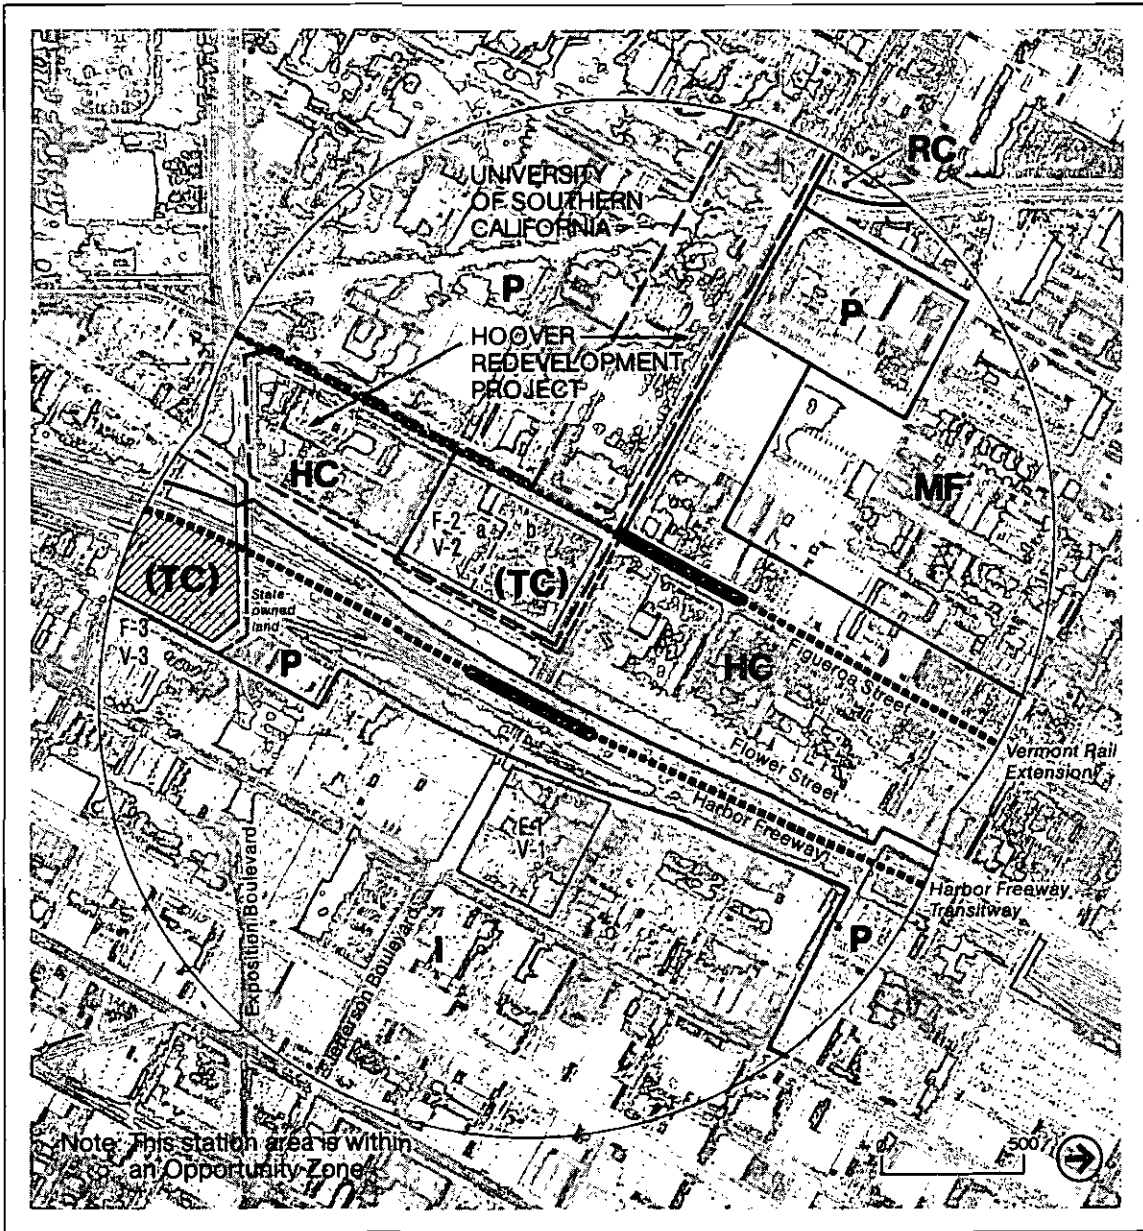 RC
UNIVERSITY
OF SOUTHERN
CALIFORNIA
P
P
HOOVER
REDEVELOPMENT
PROJECT
HC
MF
F-2 a b
V-2
(TC)
(TC)
State
owned
land
F-3
V-3
P
HC
Figueroa Street
Vermont Rail
Extension
Flower Street
Harbor Freeway
F-1
V-1
Harbor Freeway
Transitway
P
I
Exposition Boulevard
Jefferson Boulevard
Note: This station area is within
an Opportunity Zone
0 500